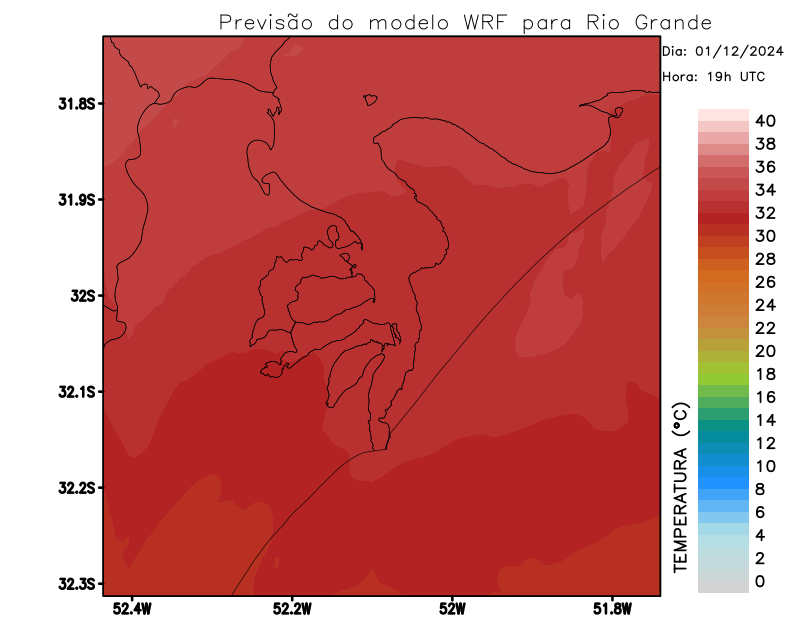 Previsão do modelo WRF para Rio Grande
Dia: 01/12/2024
Hora: 19h UTC
31.8S
31.9S
32S
32.1S
32.2S
32.3S
52.4W
52.2W
52W
51.8W
TEMPERATURA (°C)
40
38
36
34
32
30
28
26
24
22
20
18
16
14
12
10
8
6
4
2
0